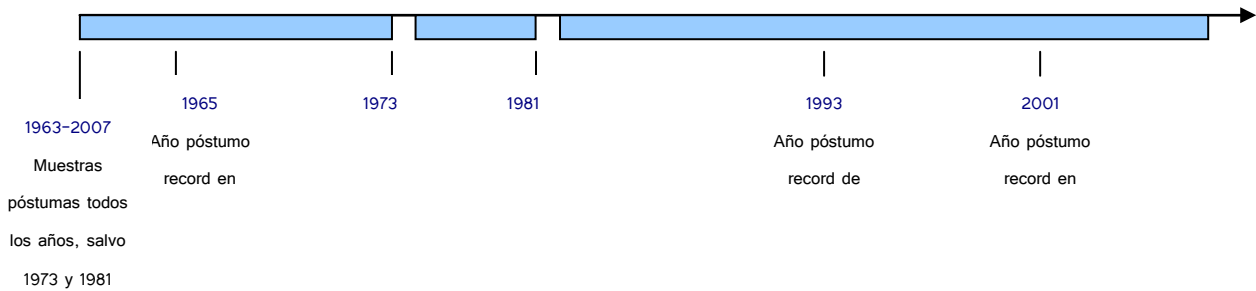 1965
1973
1981
1993
2001
1963-2007
Año póstumo
Año póstumo
Año póstumo
Muestras
record en
record de
record en
póstumas todos
los años, salvo
1973 y 1981